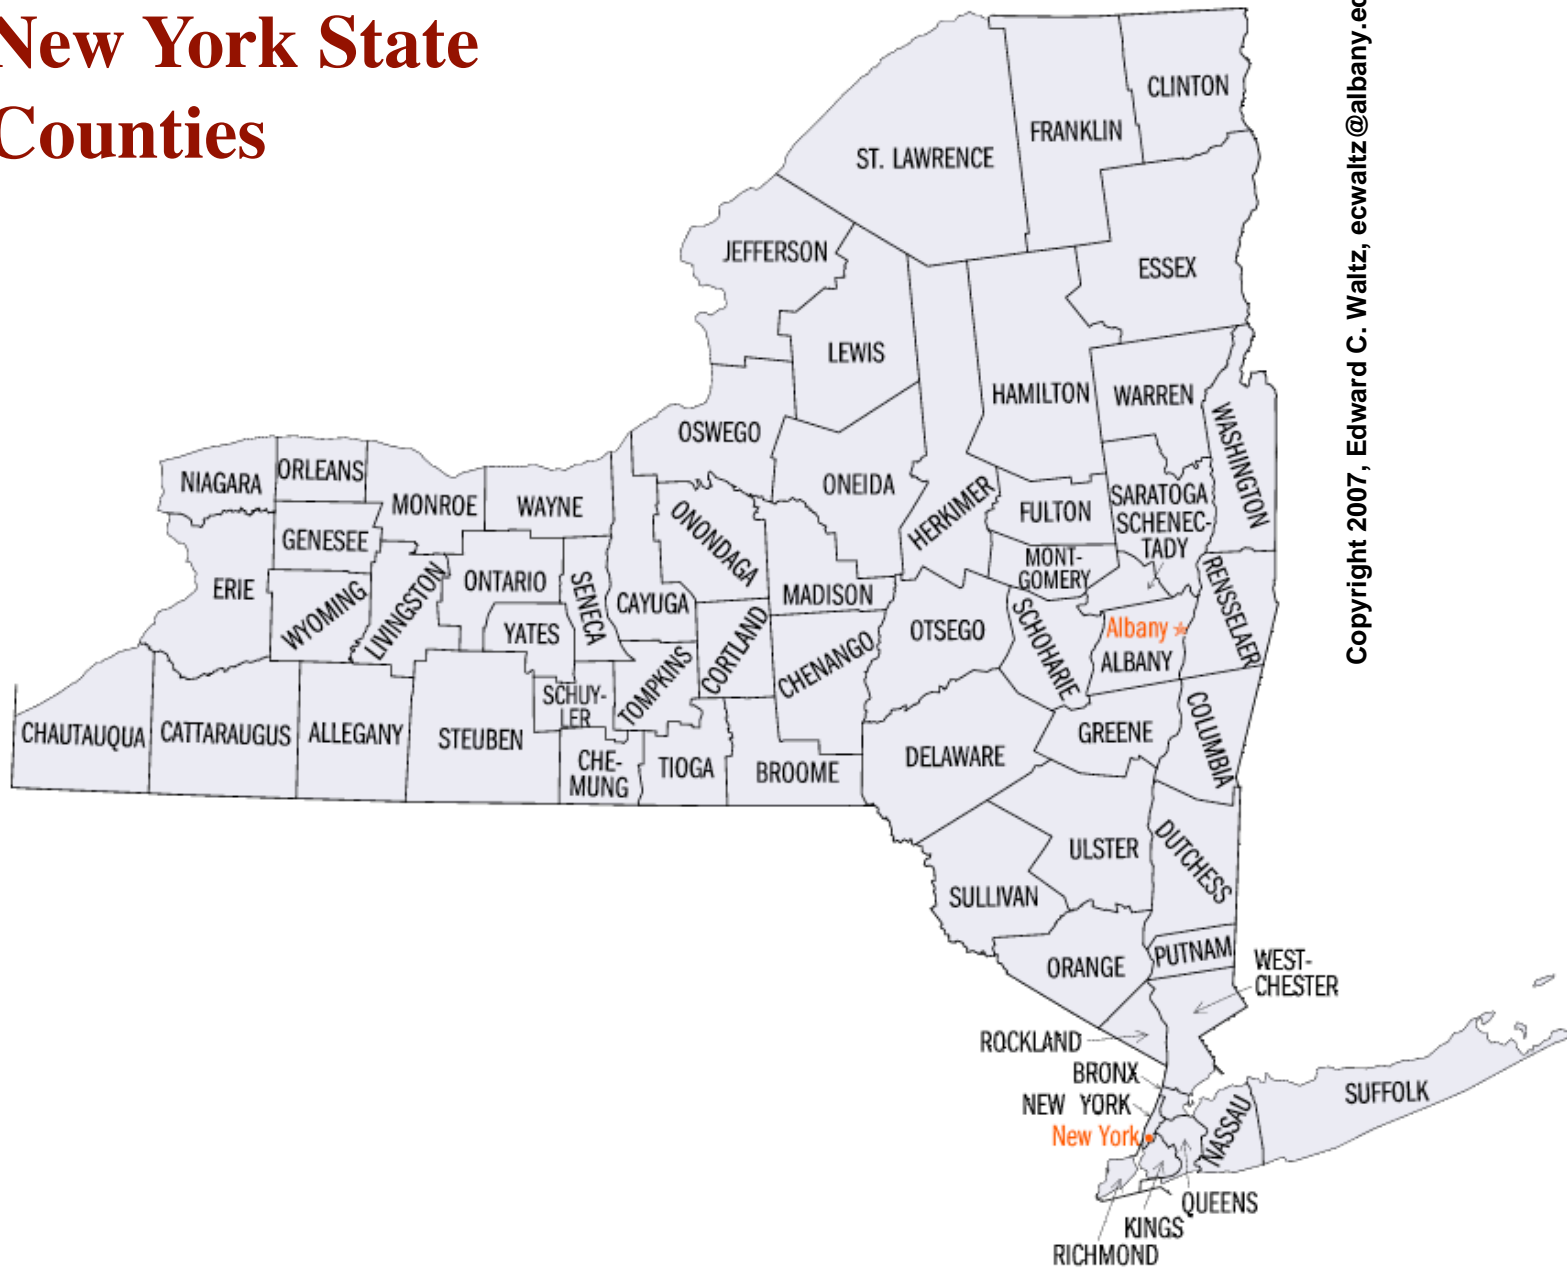 New York State
Counties
CLINTON
FRANKLIN
ST. LAWRENCE
JEFFERSON
ESSEX
LEWIS
HAMILTON
WARREN
WASHINGTON
OSWEGO
ONEIDA
HERKIMER
FULTON
SARATOGA
SCHENEC-
TADY
MONT-
GOMERY
NIAGARA
ORLEANS
MONROE
WAYNE
GENESEE
ONTARIO
ERIE
WYOMING
LIVINGSTON
YATES
SENECA
CAYUGA
ONONDAGA
MADISON
CORTLAND
CHENANGO
OTSEGO
SCHOHARIE
Albany
ALBANY
RENSSELAER
CHAUTAUQUA
CATTARAUGUS
ALLEGANY
STEUBEN
SCHUY-
LER
TOMPKINS
CHE-
MUNG
TIOGA
BROOME
DELAWARE
GREENE
COLUMBIA
ULSTER
DUTCHESS
SULLIVAN
ORANGE
PUTNAM
WEST-
CHESTER
ROCKLAND
BRONX
NEW YORK
New York
NASSAU
SUFFOLK
QUEENS
KINGS
RICHMOND
Copyright 2007, Edward C. Waltz, ecwaltz@albany.ed